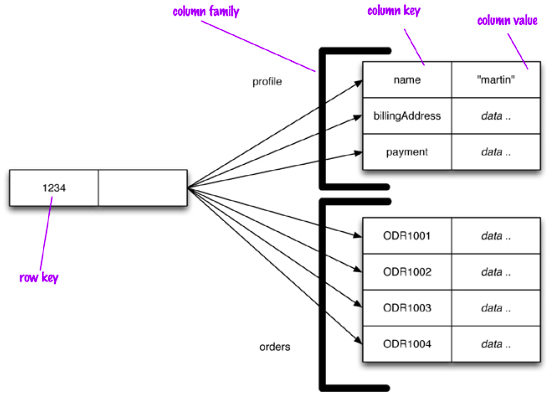 column family
column key
column value
profile
name
"martin"
billingAddress
data ..
payment
data ..
1234
row key
orders
ODR1001
data ..
ODR1002
data ..
ODR1003
data ..
ODR1004
data ..